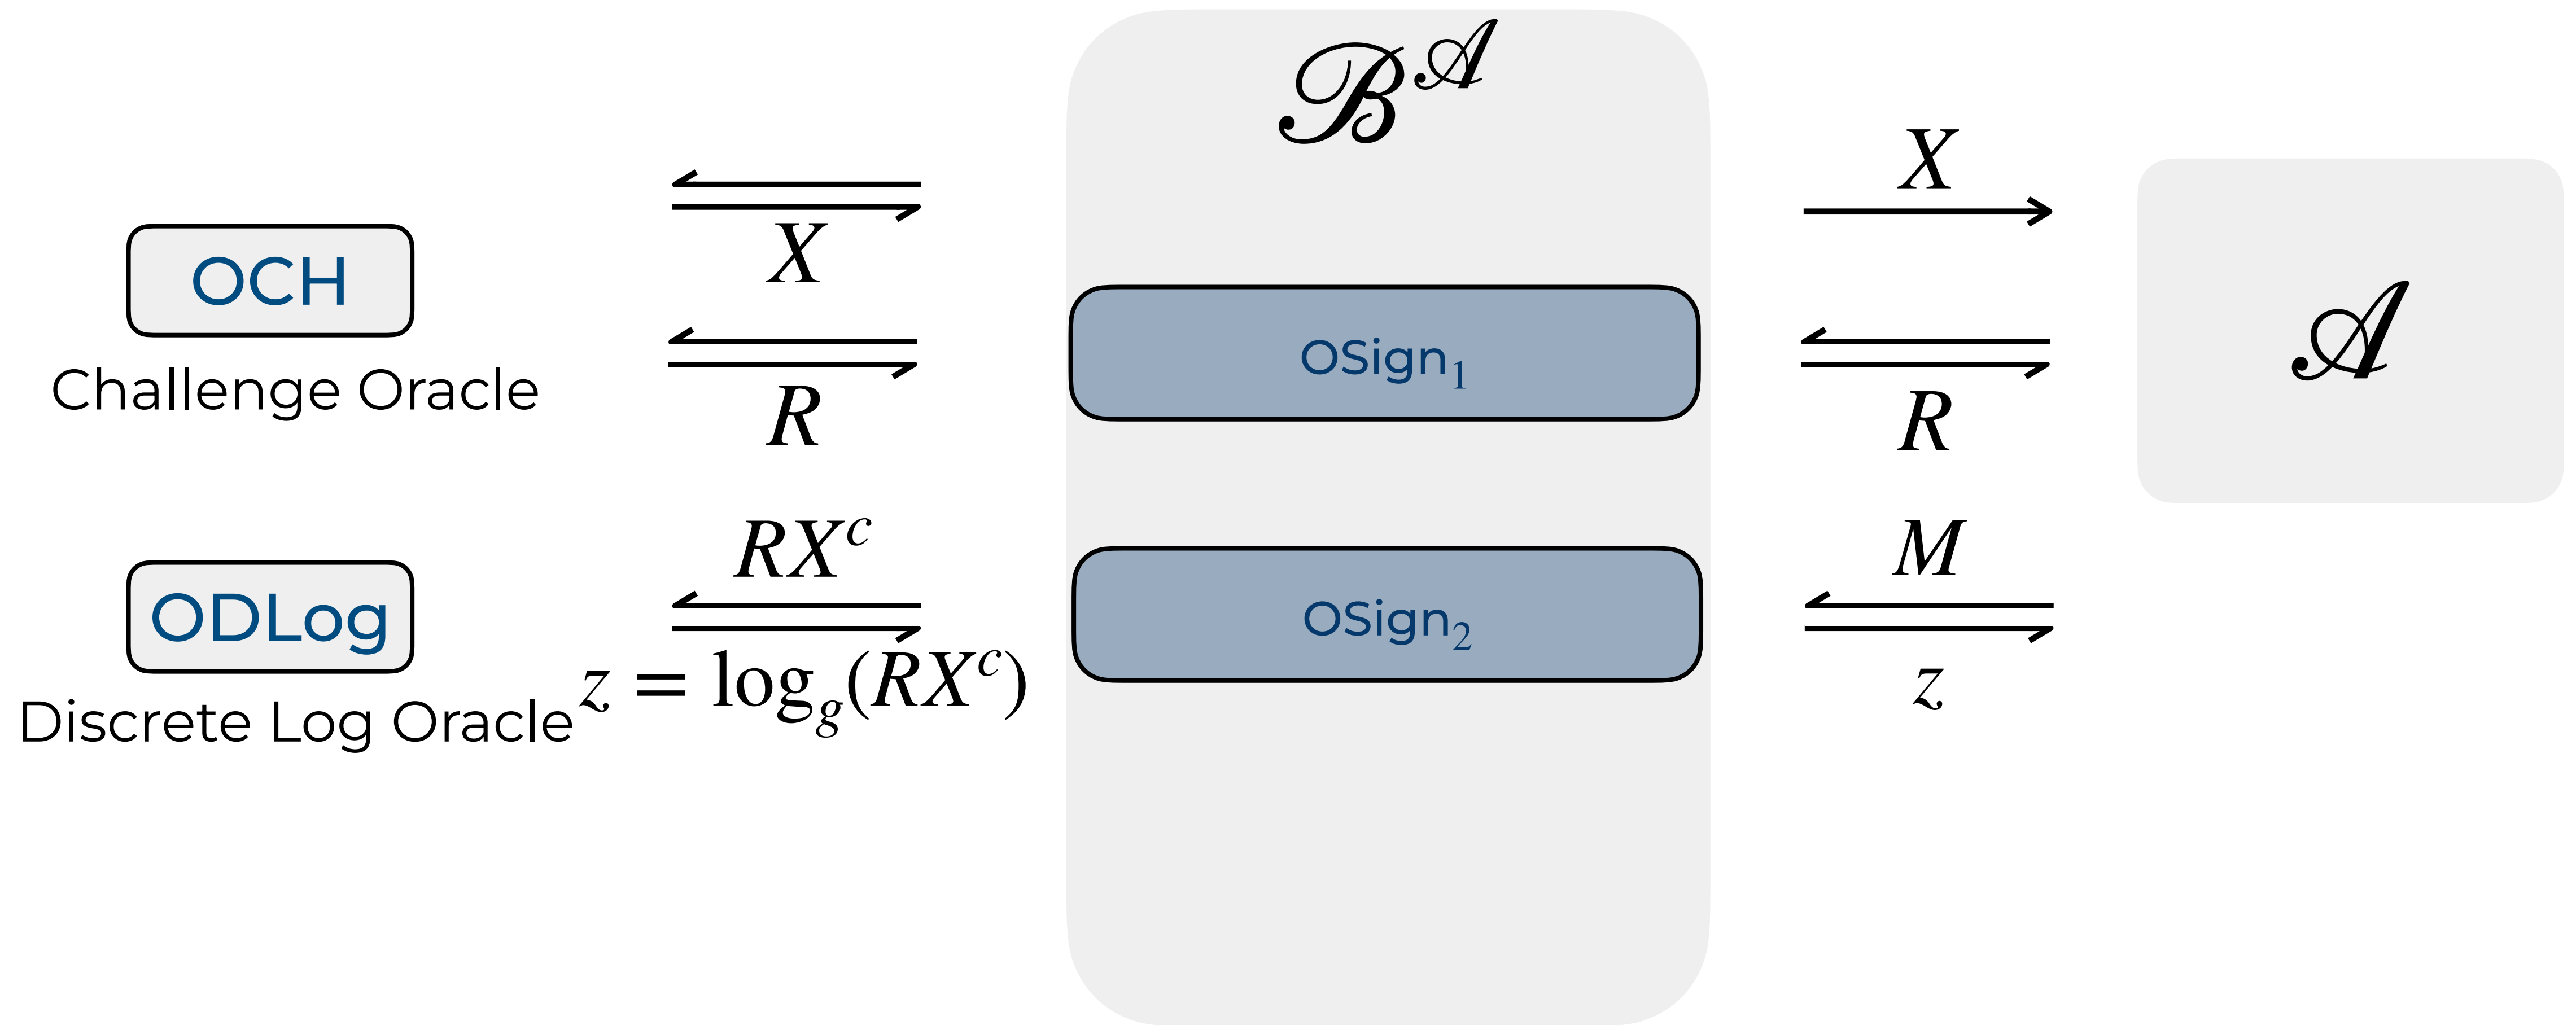 ℬ^𝒜
X
X
OCH
Challenge Oracle
OSign₁
𝒜
R
R
RX^c
M
ODLog
OSign₂
Discrete Log Oracle
z = log_g(RX^c)
z